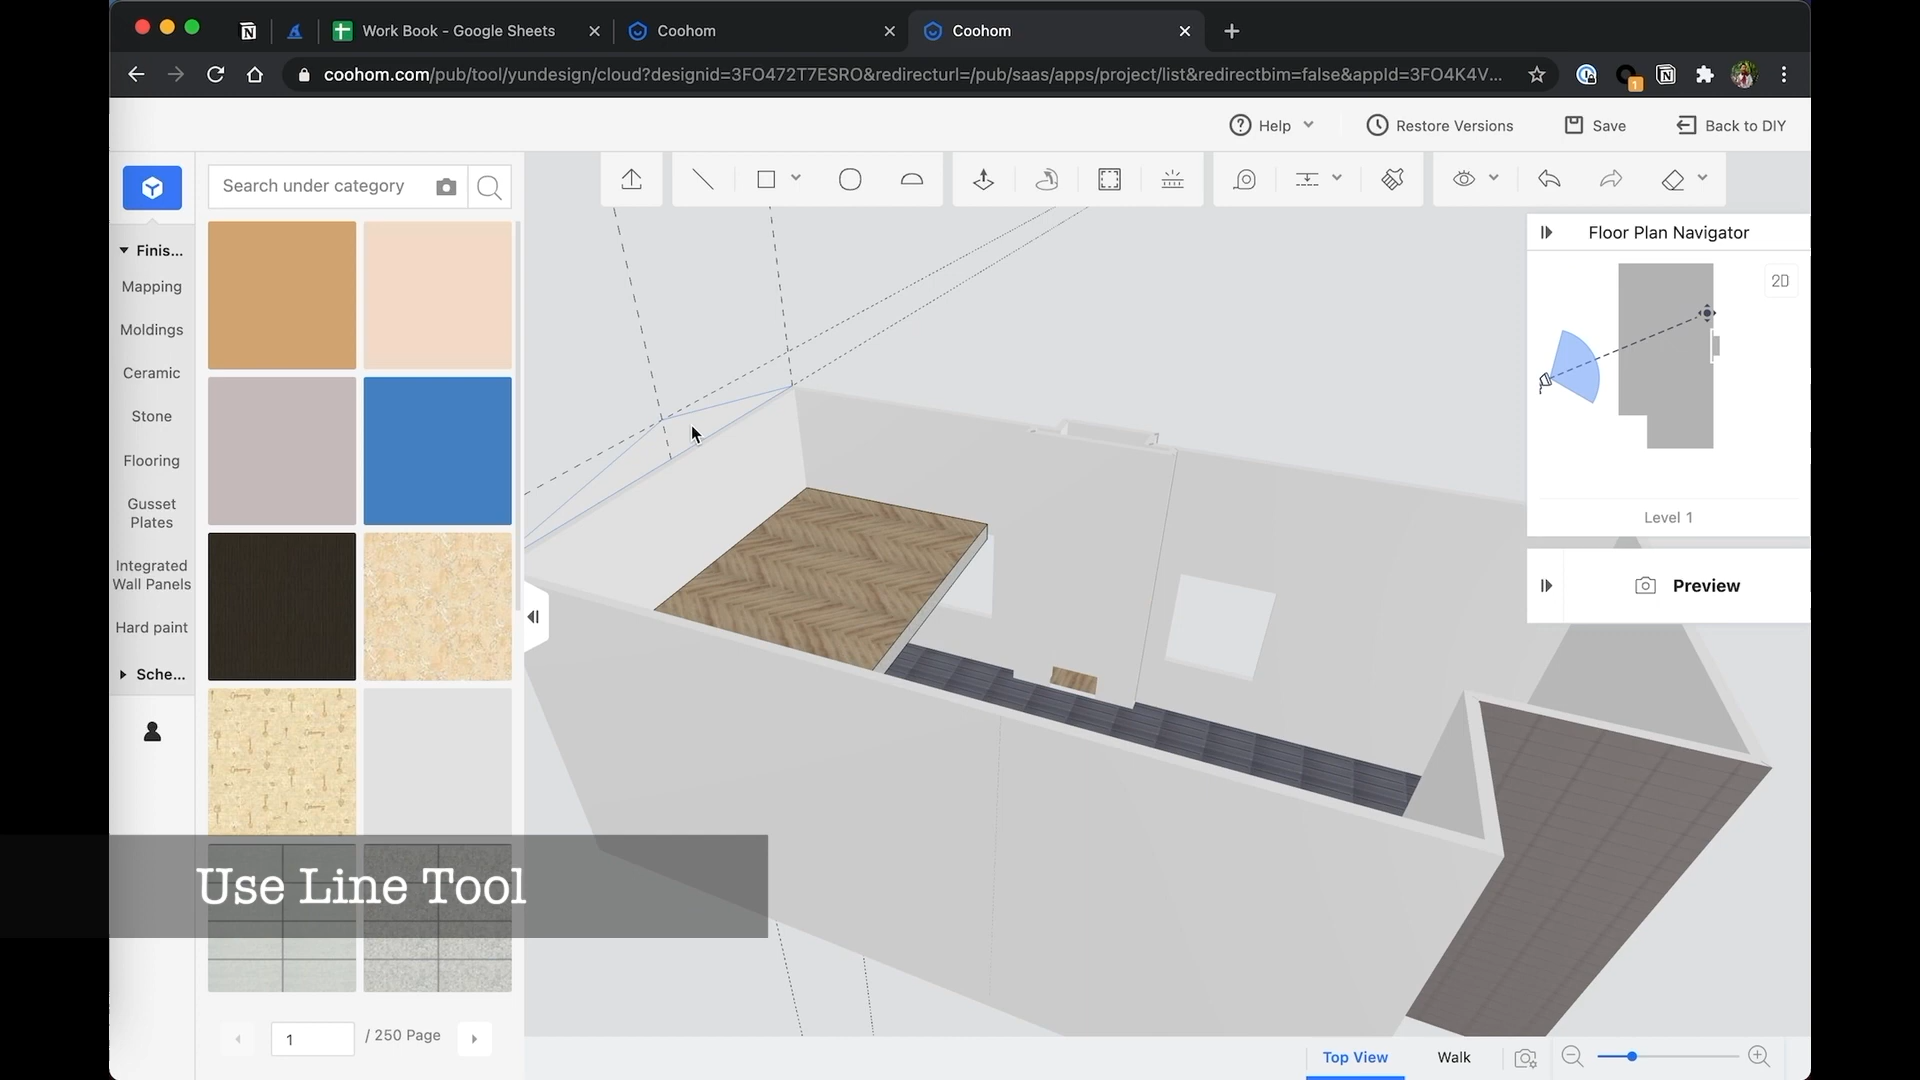 Work Book - Google Sheets
Coohom
Coohom
coohom.com/pub/tool/yundesign/cloud?designid=3FO472T7ESRO&redirecturl=/pub/saas/apps/project/list&redirectbim=false&appId=3FO4K4V...
1
Help
Restore Versions
Save
Back to DIY
Search under category
Finis...
Mapping
Moldings
Ceramic
Stone
Flooring
Gusset
Plates
Integrated
Wall Panels
Hard paint
Sche...
Floor Plan Navigator
2D
Level 1
Preview
Use Line Tool
1
/ 250 Page
Top View
Walk